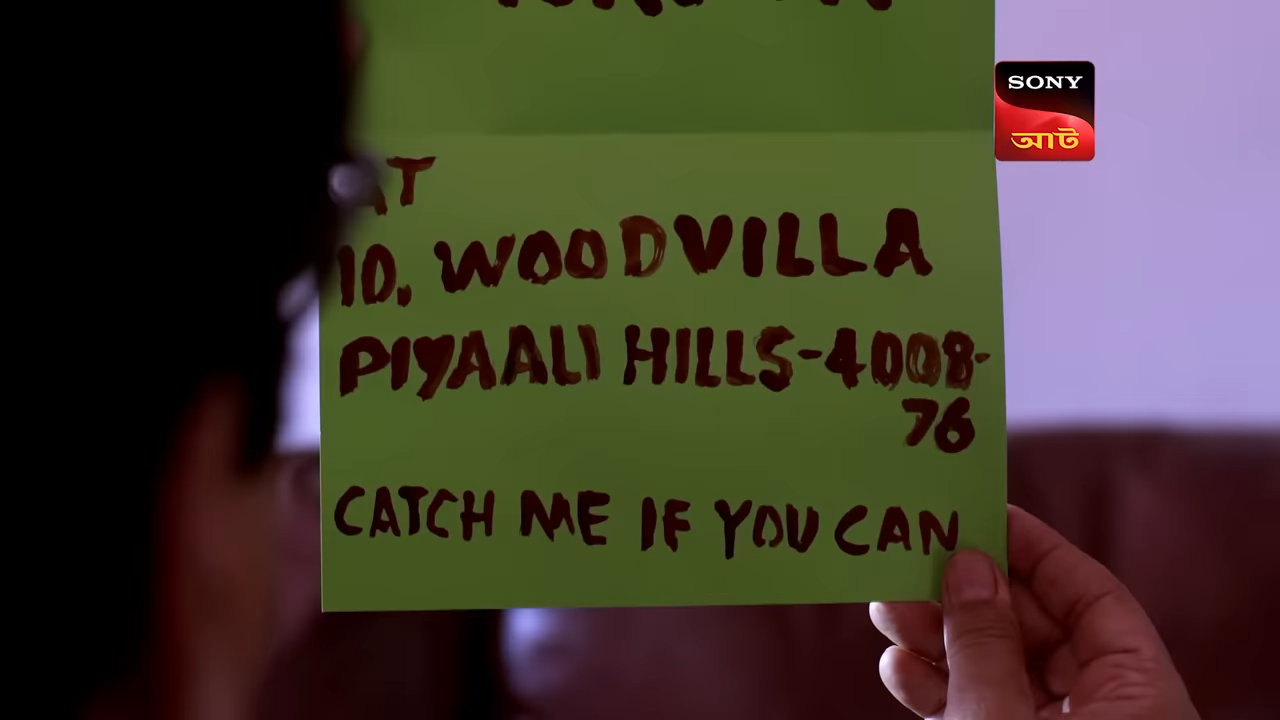 SONY
আট
AT
10, WOODVILLA
PIYAALI HILLS-4008-
76
CATCH ME IF YOU CAN